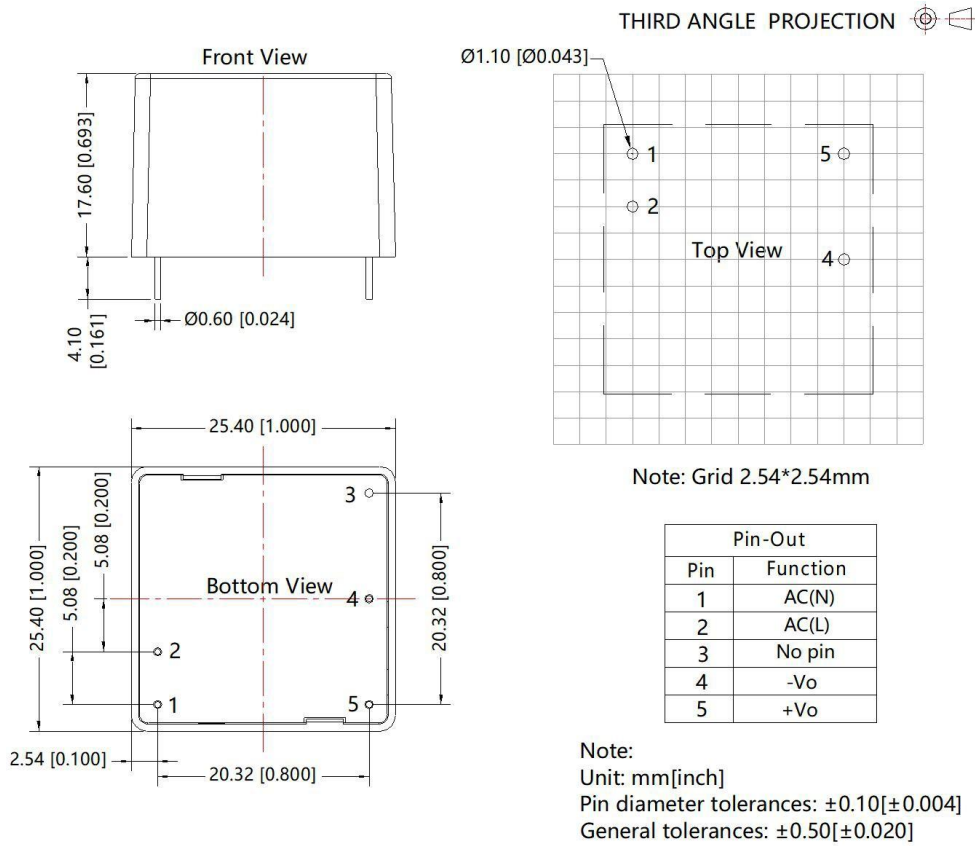 THIRD ANGLE PROJECTION
Front View
Ø1.10 [Ø0.043]
17.60 [0.693]
4.10
[0.161]
Ø0.60 [0.024]
1
5
2
Top View
4
Note: Grid 2.54*2.54mm
25.40 [1.000]
25.40 [1.000]
5.08 [0.200]
5.08 [0.200]
3
Bottom View
4
20.32 [0.800]
2
1
5
2.54 [0.100]
20.32 [0.800]
Pin-Out
Pin Function
1 AC(N)
2 AC(L)
3 No pin
4 -Vo
5 +Vo
Note:
Unit: mm[inch]
Pin diameter tolerances: ±0.10[±0.004]
General tolerances: ±0.50[±0.020]